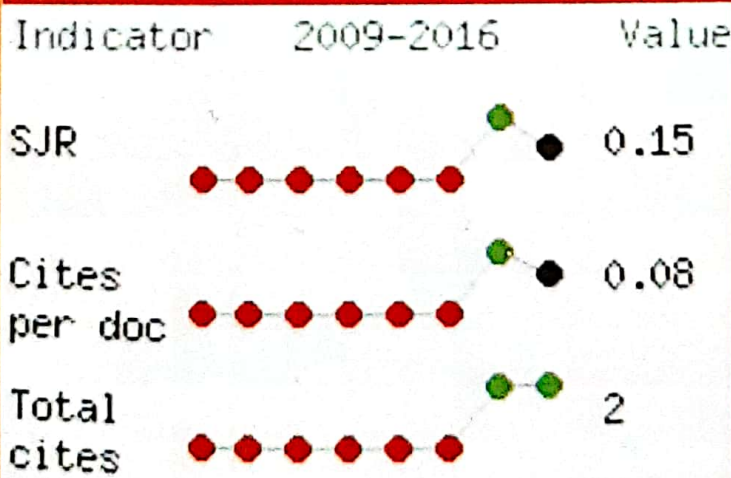 Indicator 2009-2016 Value
SJR 0.15
Cites
per doc 0.08
Total
cites 2